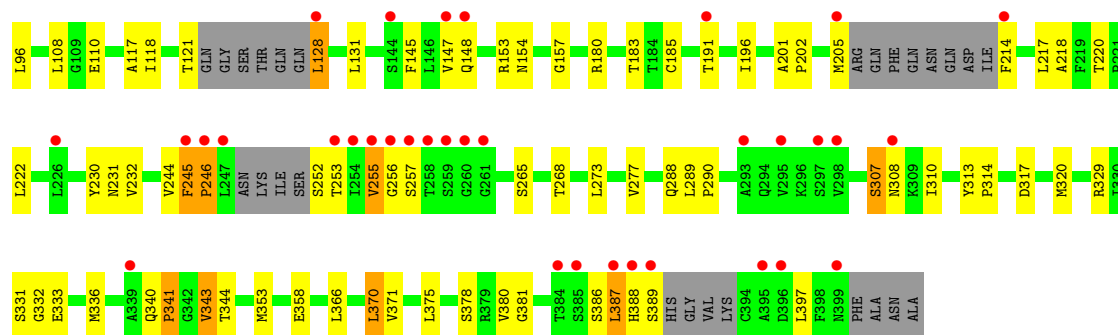 L96 L108 G109 E110 A117 I118 T121 GLN GLY SER THR GLN GLN L128 L131 S144 F145 L146 V147 Q148 R153 N154 G157 R180 T183 T184 C185 T191 I196 A201 P202 M205 ARG GLN PHE GLN ASN GLN ASP ILE F214 L217 A218 F219 T220
L222 L226 Y230 N231 V232 V244 F245 P246 L247 ASN LYS ILE SER S252 T253 I254 V255 G256 S257 T258 S259 G260 G261 S265 T268 L273 V277 Q288 L289 P290 A293 Q294 V295 K296 S297 V298 S307 N308 K309 I310 Y313 P314 D317 M320 R329
S331 G332 E333 M336 A339 Q340 P341 G342 V343 T344 M353 E358 L366 L370 V371 L375 S378 R379 V380 G381 T384 S385 S386 L387 H388 S389 HIS GLY VAL LYS C394 A395 D396 L397 F398 N399 PHE ALA ASN ALA